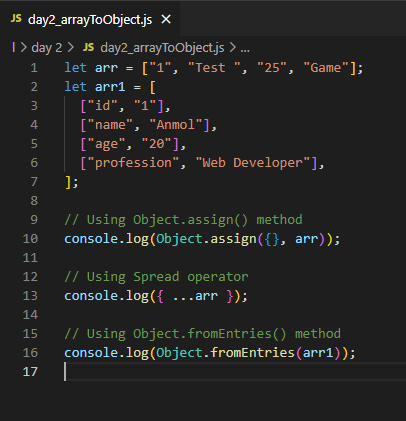 JS day2_arrayToObject.js ×
l > day 2 > JS day2_arrayToObject.js > ...
1 let arr = ["1", "Test ", "25", "Game"];
2 let arr1 = [
3   ["id", "1"],
4   ["name", "Anmol"],
5   ["age", "20"],
6   ["profession", "Web Developer"],
7 ];
8
9 // Using Object.assign() method
10 console.log(Object.assign({}, arr));
11
12 // Using Spread operator
13 console.log({ ...arr });
14
15 // Using Object.fromEntries() method
16 console.log(Object.fromEntries(arr1));
17